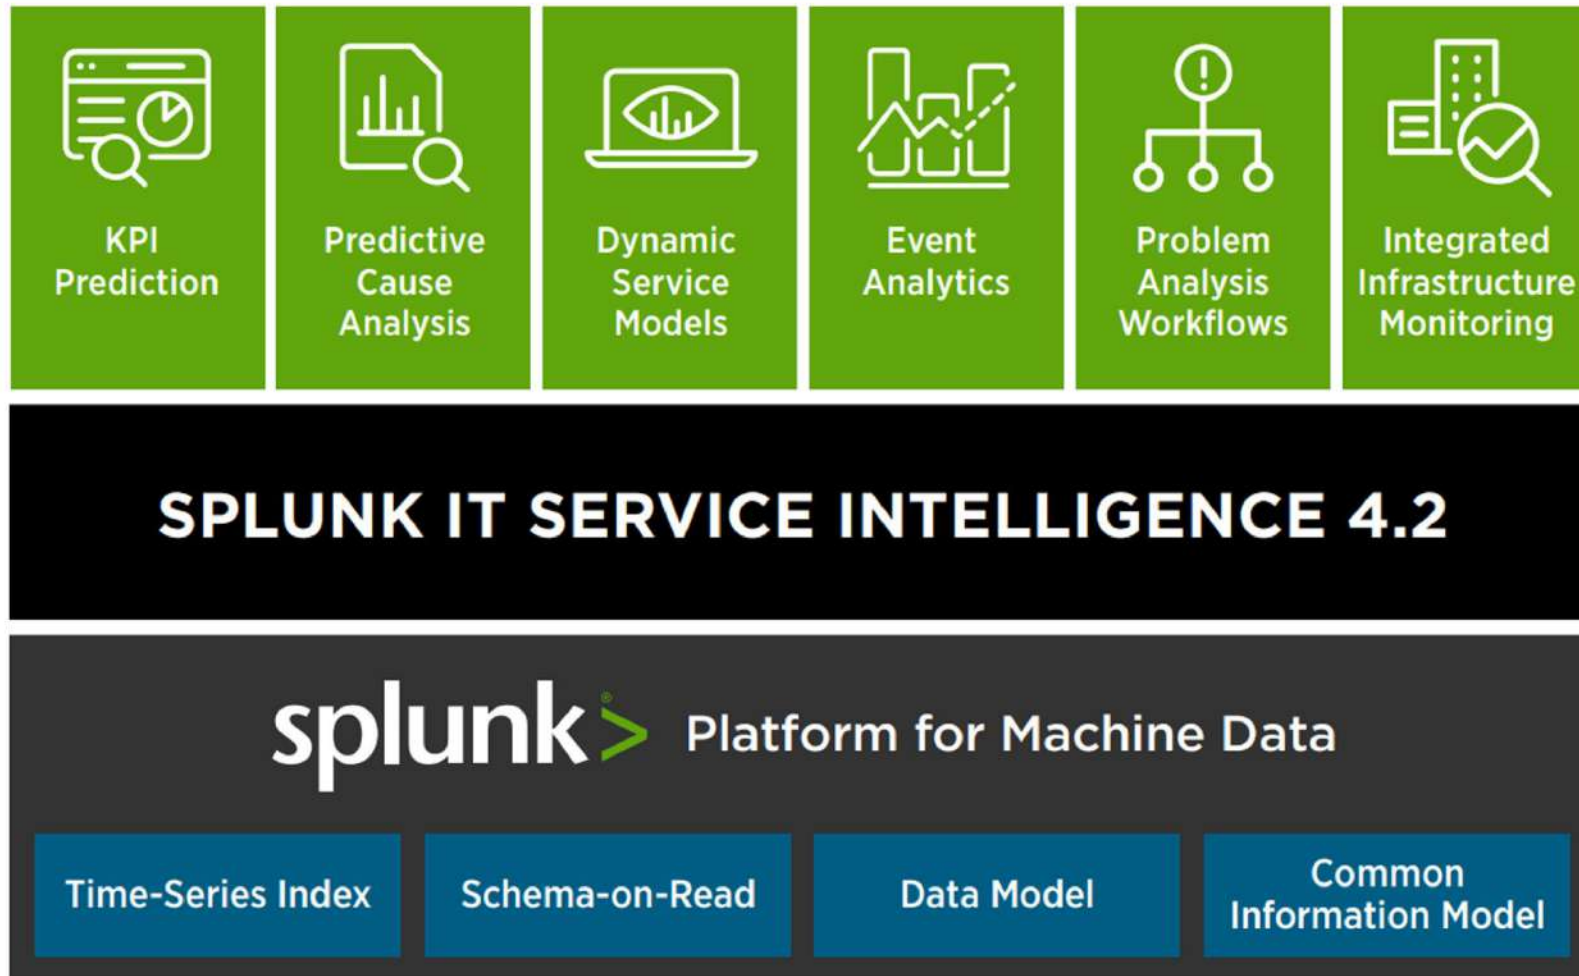 KPI
Prediction
Predictive
Cause
Analysis
Dynamic
Service
Models
Event
Analytics
Problem
Analysis
Workflows
Integrated
Infrastructure
Monitoring
SPLUNK IT SERVICE INTELLIGENCE 4.2
splunk>® Platform for Machine Data
Time-Series Index
Schema-on-Read
Data Model
Common
Information Model